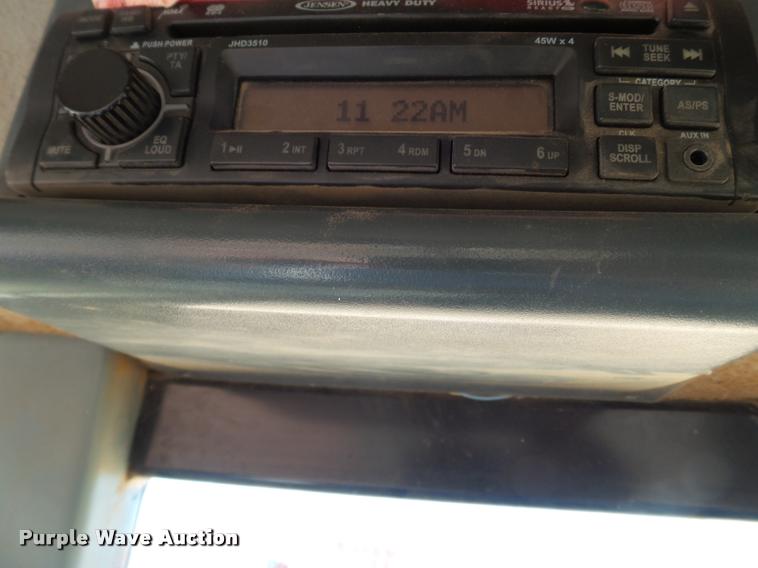 JENSEN HEAVY DUTY
SIRIUS
READY
PUSH POWER
JHD3510
45W x 4
PTY/
TA
TUNE
SEEK
CATEGORY
11 22AM
S-MOD/
ENTER
AS/PS
MUTE
EQ
LOUD
1
2 INT
3 RPT
4 RDM
5 DN
6 UP
CLK
DISP
SCROLL
AUX IN
Purple Wave Auction